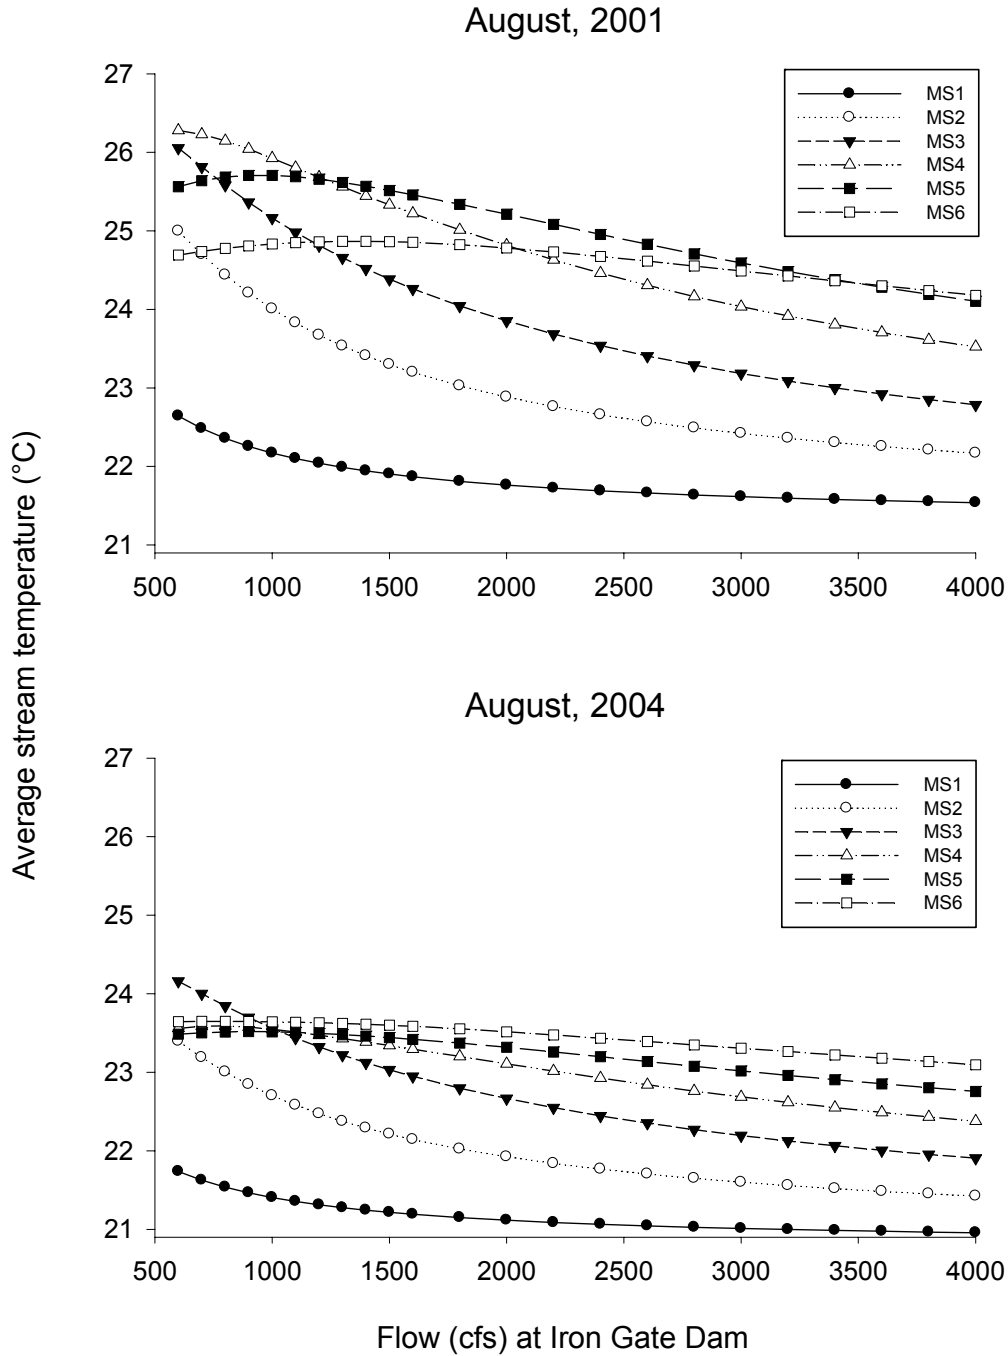 August, 2001
27
26
25
24
23
22
21
500 1000 1500 2000 2500 3000 3500 4000
MS1
MS2
MS3
MS4
MS5
MS6
Average stream temperature (°C)
August, 2004
27
26
25
24
23
22
21
500 1000 1500 2000 2500 3000 3500 4000
MS1
MS2
MS3
MS4
MS5
MS6
Flow (cfs) at Iron Gate Dam